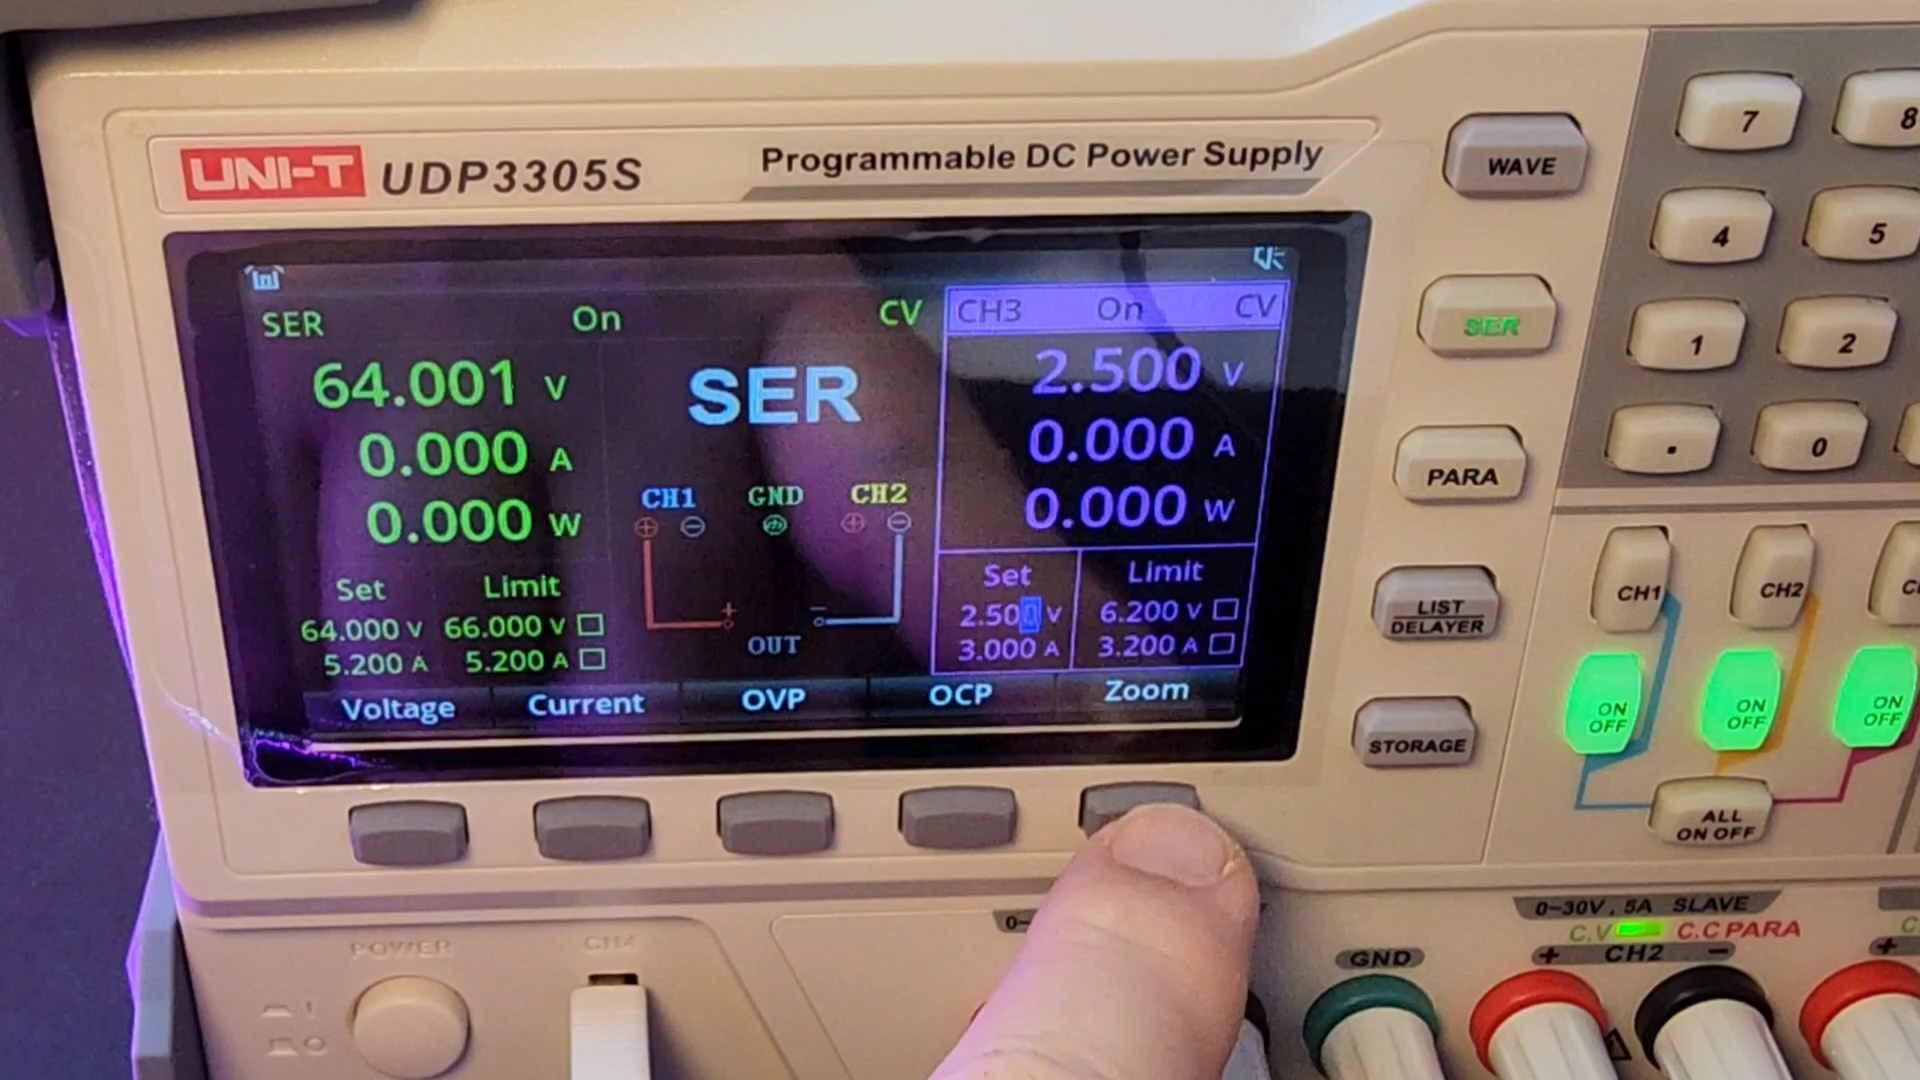 UNI-T UDP3305S Programmable DC Power Supply
SER On CV
64.001 V
0.000 A
0.000 W
Set Limit
64.000 V 66.000 V
5.200 A 5.200 A
SER
CH1 GND CH2
OUT
CH3 On CV
2.500 V
0.000 A
0.000 W
Set Limit
2.500 V 6.200 V
3.000 A 3.200 A
Voltage Current OVP OCP Zoom
WAVE
SER
PARA
LIST
DELAYER
STORAGE
7 8
4 5
1 2
. 0
CH1 CH2
ON
OFF
ON
OFF
ON
OFF
ALL
ON OFF
POWER
CH4
0-30V, 5A SLAVE
C.V C.C PARA
GND + CH2 - +